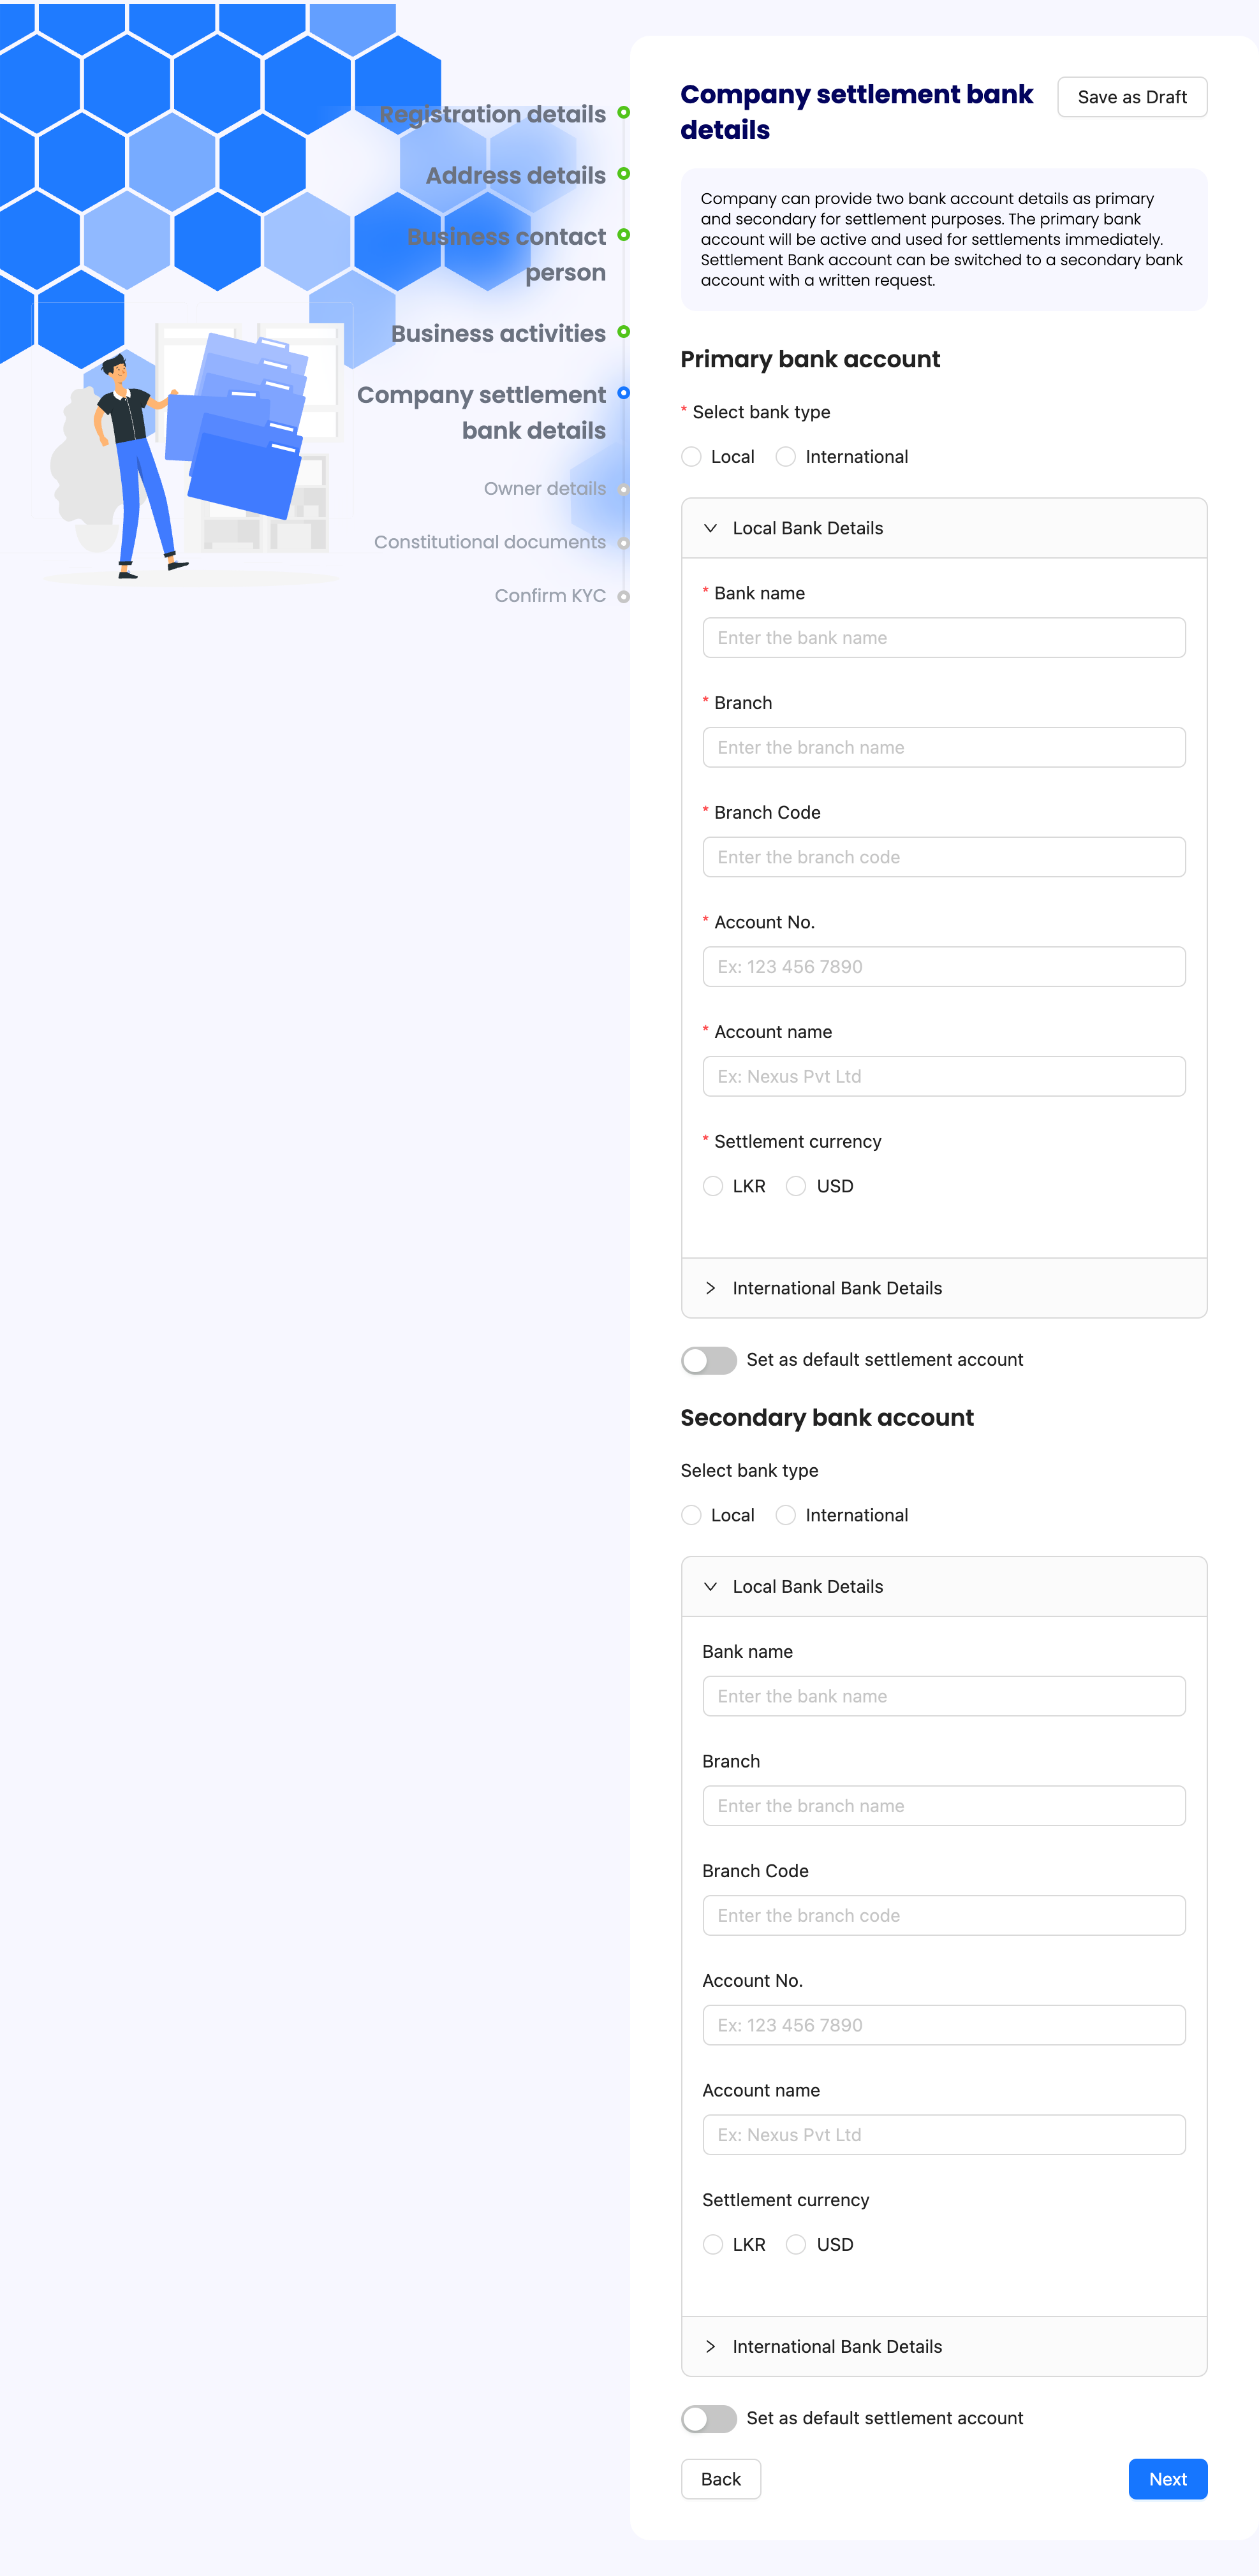 Registration details
Address details
Business contact
person
Business activities
Company settlement
bank details
Owner details
Constitutional documents
Confirm KYC
Company settlement bank
details
Save as Draft
Company can provide two bank account details as primary
and secondary for settlement purposes. The primary bank
account will be active and used for settlements immediately.
Settlement Bank account can be switched to a secondary bank
account with a written request.
Primary bank account
* Select bank type
Local International
Local Bank Details
* Bank name
Enter the bank name
* Branch
Enter the branch name
* Branch Code
Enter the branch code
* Account No.
Ex: 123 456 7890
* Account name
Ex: Nexus Pvt Ltd
* Settlement currency
LKR USD
International Bank Details
Set as default settlement account
Secondary bank account
Select bank type
Local International
Local Bank Details
Bank name
Enter the bank name
Branch
Enter the branch name
Branch Code
Enter the branch code
Account No.
Ex: 123 456 7890
Account name
Ex: Nexus Pvt Ltd
Settlement currency
LKR USD
International Bank Details
Set as default settlement account
Back Next